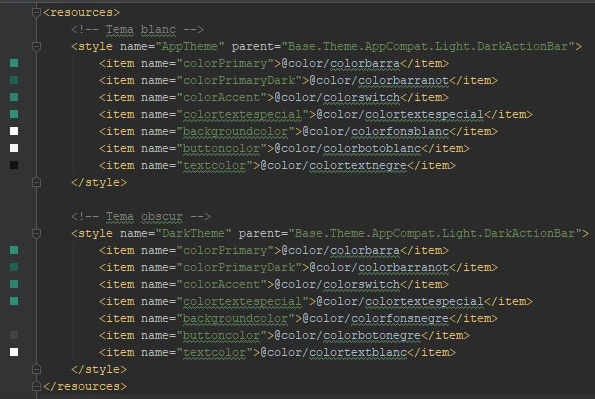 <resources>
<!-- Tema blanc -->
<style name="AppTheme" parent="Base.Theme.AppCompat.Light.DarkActionBar">
<item name="colorPrimary">@color/colorbarra</item>
<item name="colorPrimaryDark">@color/colorbarranot</item>
<item name="colorAccent">@color/colorswitch</item>
<item name="colortextespecial">@color/colortextespecial</item>
<item name="backgroundcolor">@color/colorfonsblanc</item>
<item name="buttoncolor">@color/colorbotoblanc</item>
<item name="textcolor">@color/colortextnegre</item>
</style>
<!-- Tema obscur -->
<style name="DarkTheme" parent="Base.Theme.AppCompat.Light.DarkActionBar">
<item name="colorPrimary">@color/colorbarra</item>
<item name="colorPrimaryDark">@color/colorbarranot</item>
<item name="colorAccent">@color/colorswitch</item>
<item name="colortextespecial">@color/colortextespecial</item>
<item name="backgroundcolor">@color/colorfonsnegre</item>
<item name="buttoncolor">@color/colorbotonegre</item>
<item name="textcolor">@color/colortextblanc</item>
</style>
</resources>